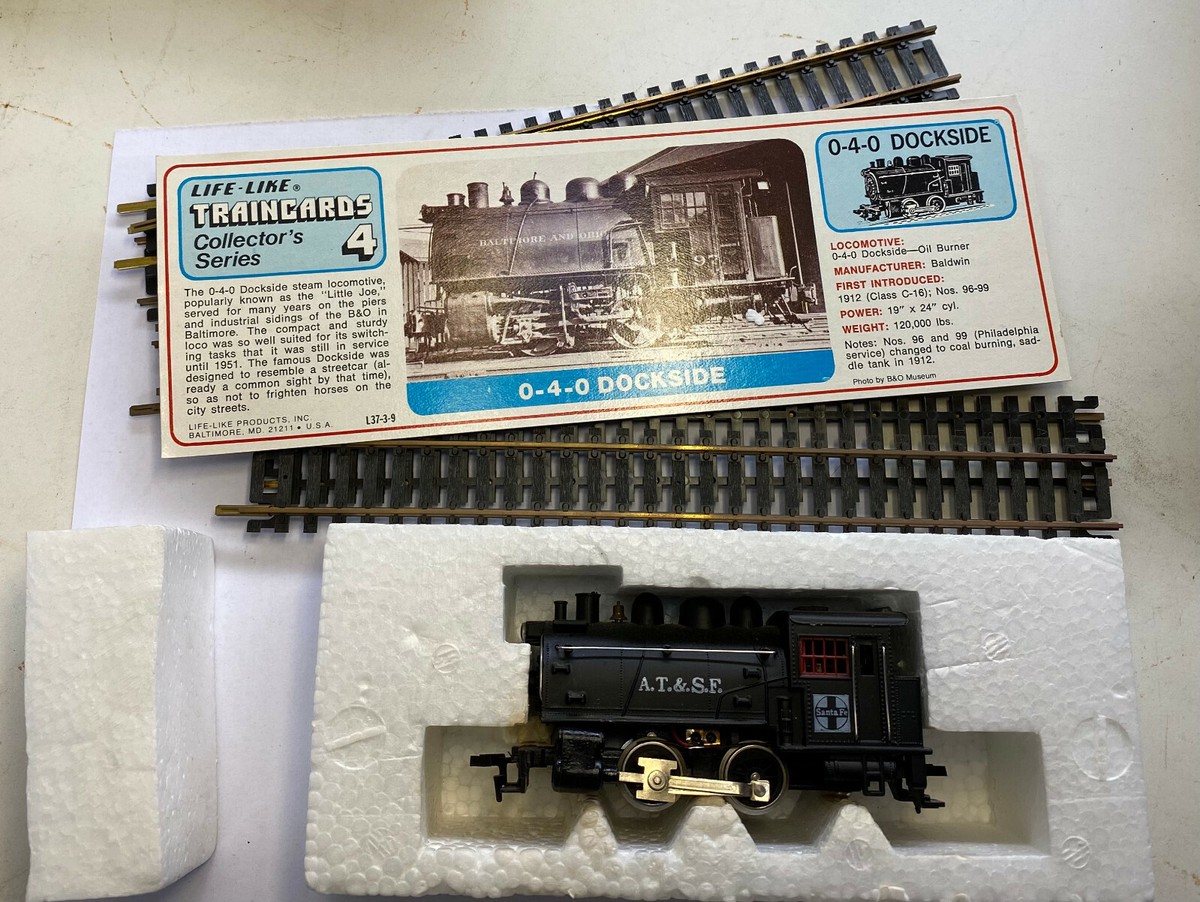 LIFE-LIKE®
TRAINCARDS
Collector's
Series 4
The 0-4-0 Dockside steam locomotive,
popularly known as the "Little Joe,"
served for many years on the piers
and industrial sidings of the B&O in
Baltimore. The compact and sturdy
loco was so well suited for its switch-
ing tasks that it was still in service
until 1951. The famous Dockside was
designed to resemble a streetcar (al-
ready a common sight by that time),
so as not to frighten horses on the
city streets.
LIFE-LIKE PRODUCTS, INC.
BALTIMORE, MD. 21211 • U.S.A.
L37-3-9
BALTIMORE AND OHIO
97
0-4-0 DOCKSIDE
0-4-0 DOCKSIDE
LOCOMOTIVE:
0-4-0 Dockside—Oil Burner
MANUFACTURER: Baldwin
FIRST INTRODUCED:
1912 (Class C-16); Nos. 96-99
POWER: 19" x 24" cyl.
WEIGHT: 120,000 lbs.
Notes: Nos. 96 and 99 (Philadelphia
service) changed to coal burning, sad-
dle tank in 1912.
Photo by B&O Museum
A.T.&S.F.
Santa Fe